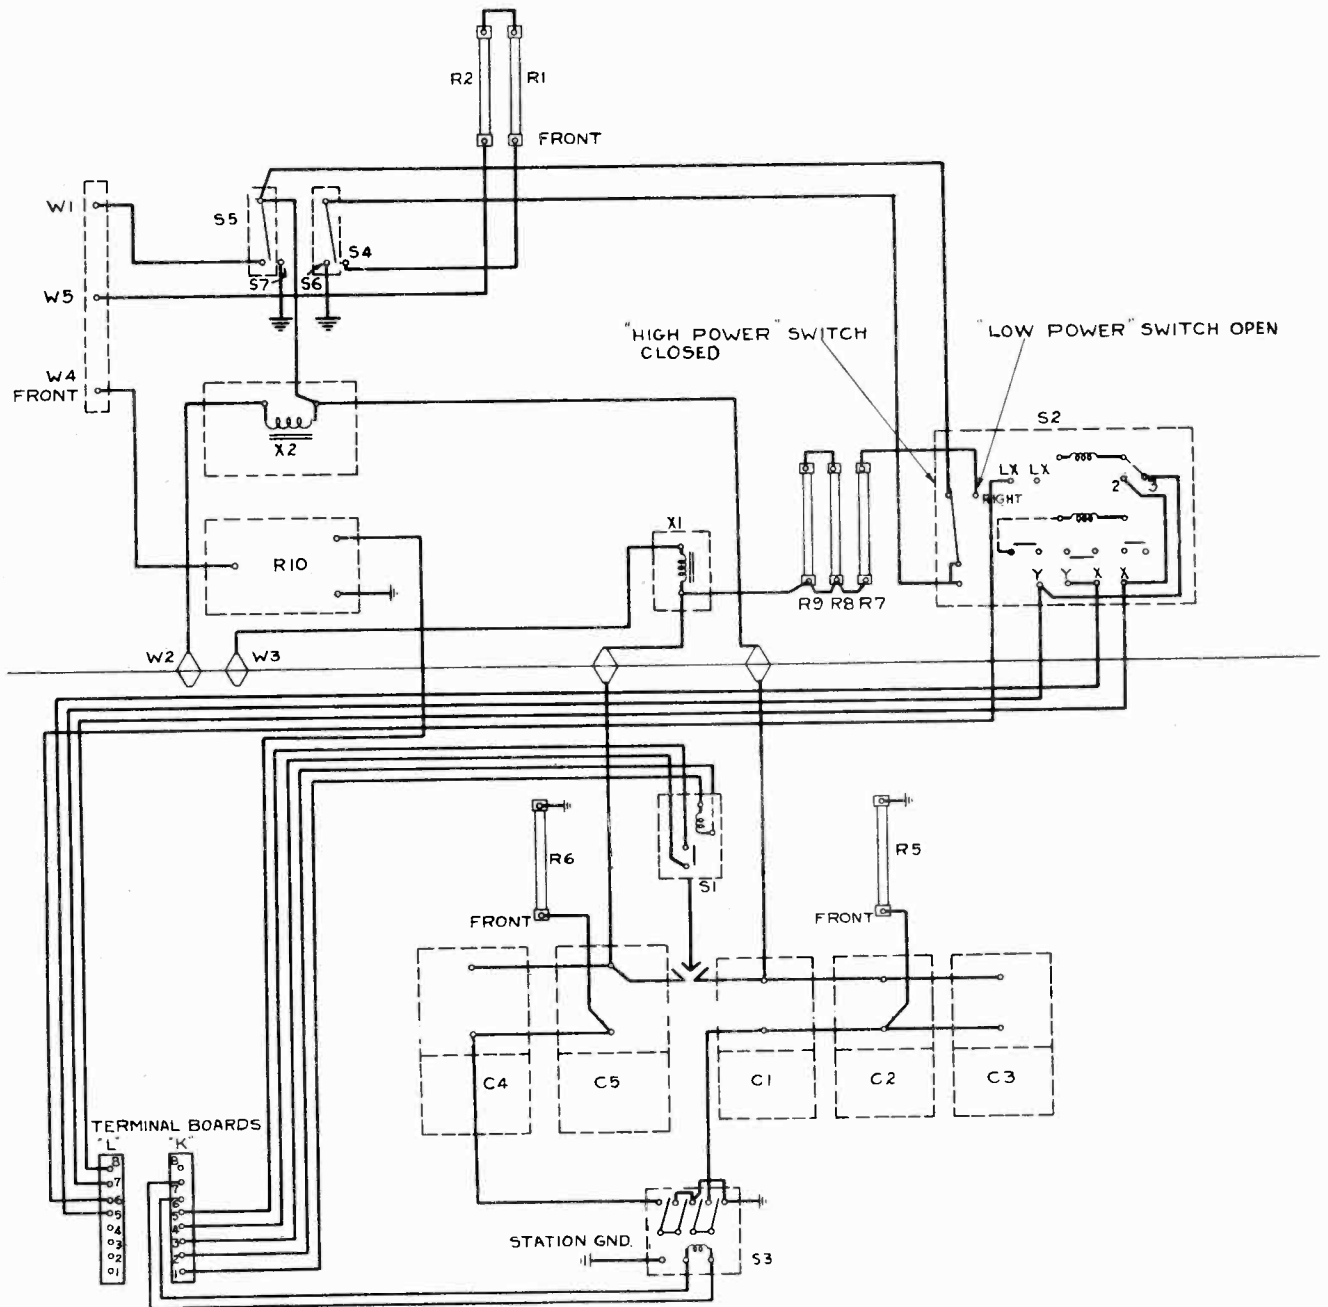 R2 R1
FRONT
W1
S5
S4
S7 S6
W5
"HIGH POWER" SWITCH
CLOSED
"LOW POWER" SWITCH OPEN
W4
FRONT
S2
X2
LX LX
2 3
RIGHT
X1
R10
Y Y X X
R9 R8 R7
W2 W3
R6
R5
S1
FRONT
FRONT
C4 C5 C1 C2 C3
TERMINAL BOARDS
"L" "K"
8 8
7 7
6 6
5 5
4 4
3 3
2 2
1 1
STATION GND.
S3